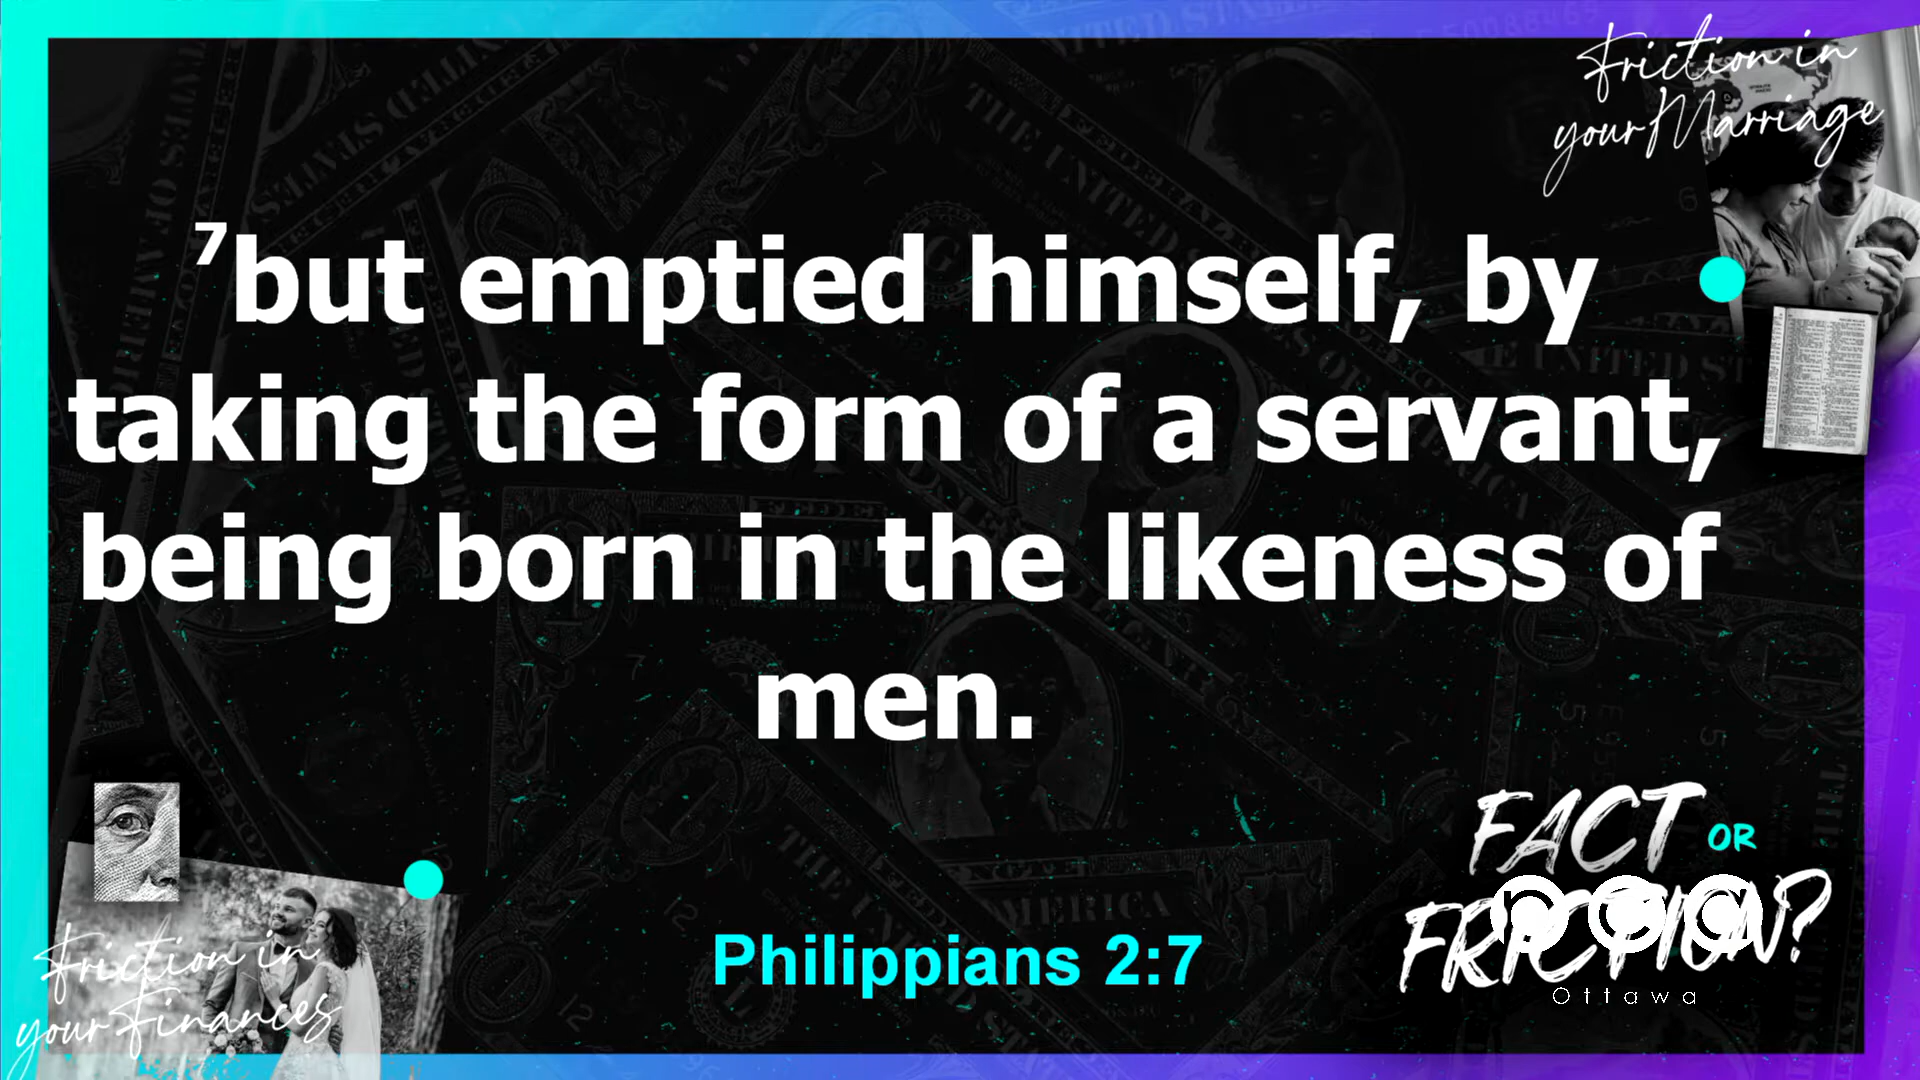 Friction in
your Marriage
7but emptied himself, by
taking the form of a servant,
being born in the likeness of
men.
FACT OR
FRICTION?
Philippians 2:7
Ottawa
Friction in
your Finances